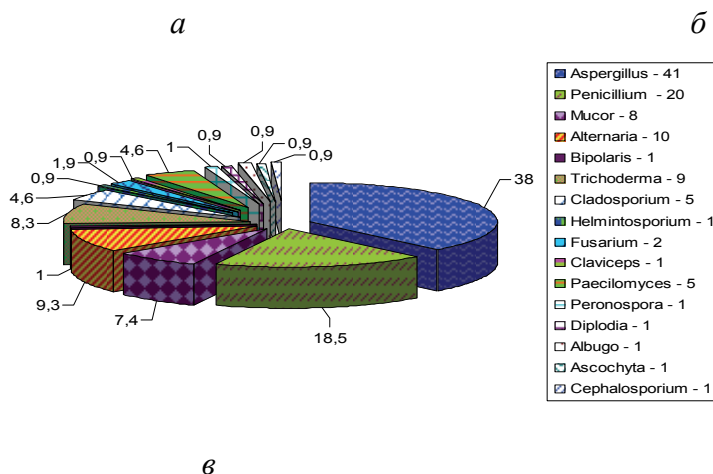 а
б
38
18,5
7,4
9,3
1
8,3
4,6
0,9
1,9
0,9
4,6
1
0,9
0,9
0,9
0,9
Aspergillus - 41
Penicillium - 20
Mucor - 8
Alternaria - 10
Bipolaris - 1
Trichoderma - 9
Cladosporium - 5
Helmintosporium - 1
Fusarium - 2
Claviceps - 1
Paecilomyces - 5
Peronospora - 1
Diplodia - 1
Albugo - 1
Ascochyta - 1
Cephalosporium - 1
в